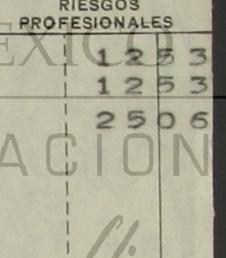 RIESGOS
PROFESIONALES
EXICO
1253
1253
2506
ACION